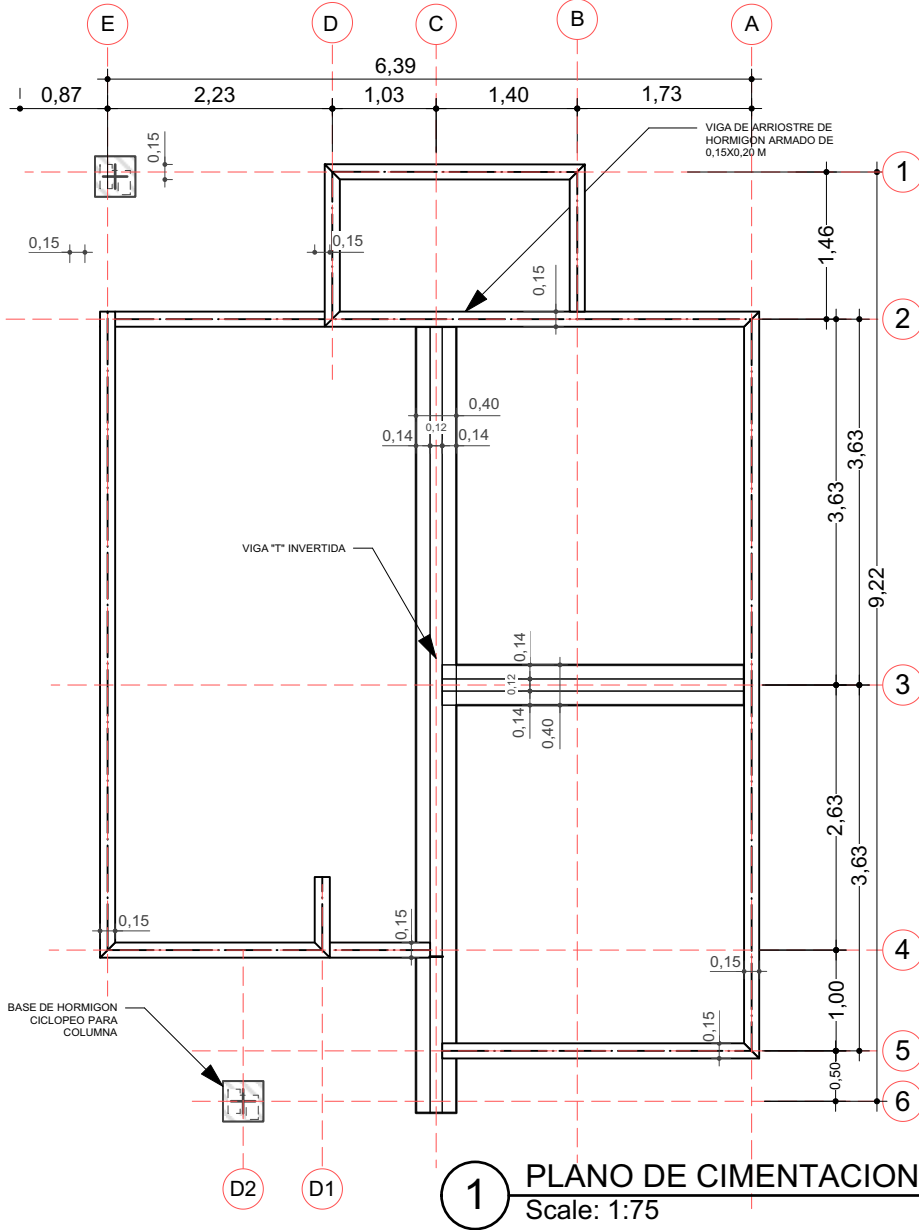 E
D
C
B
A
6,39
0,87
2,23
1,03
1,40
1,73
VIGA DE ARRIOSTRE DE
HORMIGON ARMADO DE
0,15X0,20 M
0,15
1
1,46
0,15
0,15
0,15
2
0,40
0,14
0,12
0,14
3,63
3,63
9,22
VIGA "T" INVERTIDA
0,14
0,12
0,14
0,40
3
2,63
3,63
0,15
0,15
4
0,15
1,00
BASE DE HORMIGON
CICLOPEO PARA
COLUMNA
0,15
5
0,50
6
D2
D1
1
PLANO DE CIMENTACION
Scale: 1:75